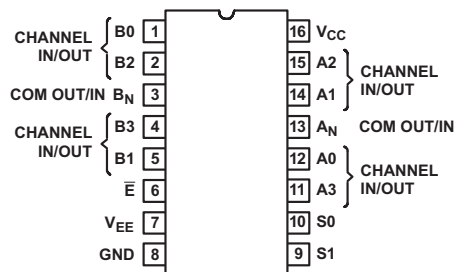 CHANNEL IN/OUT
B0 1
B2 2
COM OUT/IN BN 3
CHANNEL IN/OUT
B3 4
B1 5
E̅ 6
VEE 7
GND 8
16 VCC
15 A2
14 A1
CHANNEL IN/OUT
13 AN COM OUT/IN
12 A0
11 A3
CHANNEL IN/OUT
10 S0
9 S1